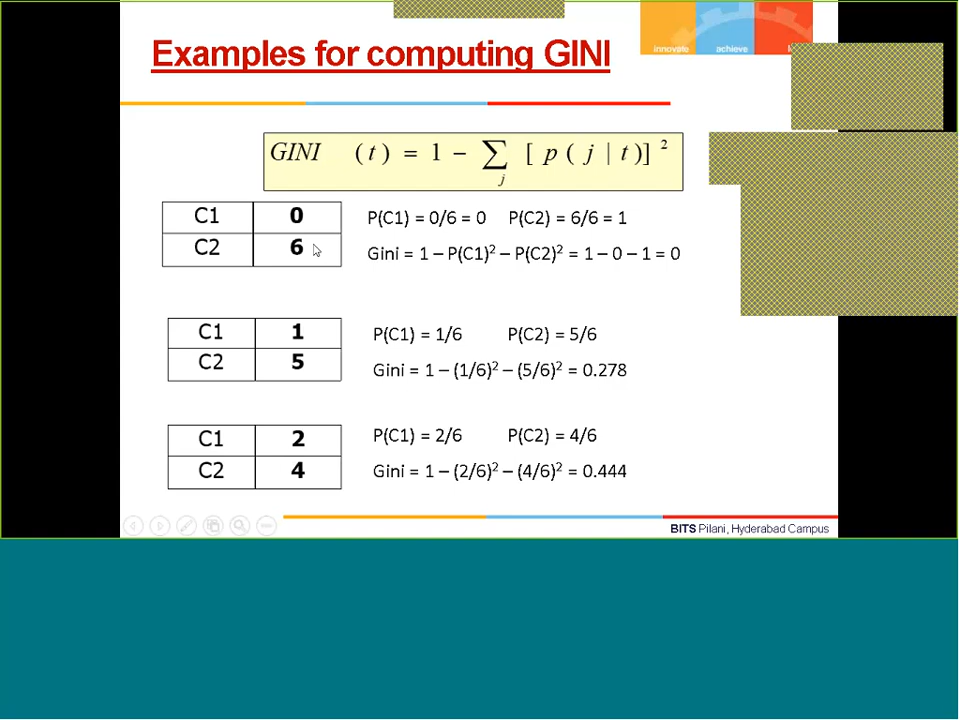 innovate achieve
Examples for computing GINI
GINI ( t ) = 1 − ∑ j [ p ( j | t )] 2
C1 0
C2 6
P(C1) = 0/6 = 0 P(C2) = 6/6 = 1
Gini = 1 – P(C1)² – P(C2)² = 1 – 0 – 1 = 0
C1 1
C2 5
P(C1) = 1/6 P(C2) = 5/6
Gini = 1 – (1/6)² – (5/6)² = 0.278
C1 2
C2 4
P(C1) = 2/6 P(C2) = 4/6
Gini = 1 – (2/6)² – (4/6)² = 0.444
BITS Pilani, Hyderabad Campus